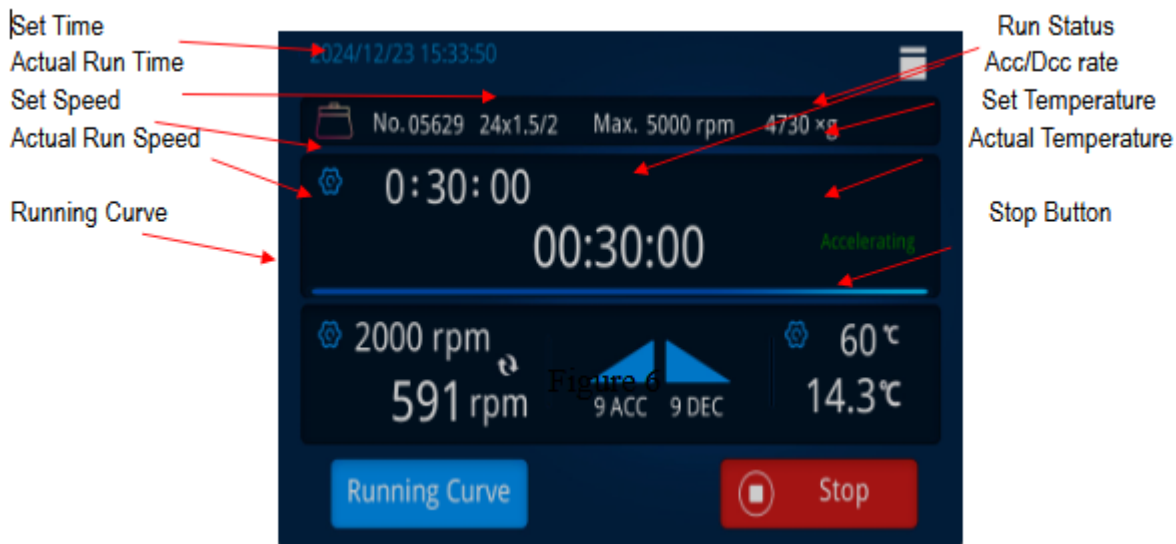 Set Time
Actual Run Time
Set Speed
Actual Run Speed
Running Curve
Run Status
Acc/Dcc rate
Set Temperature
Actual Temperature
Stop Button
2024/12/23 15:33:50
No. 05629 24x1.5/2 Max. 5000 rpm 4730 ×g
0:30:00
00:30:00
Accelerating
2000 rpm
591 rpm
Figure 6
9 ACC 9 DEC
60 ℃
14.3℃
Running Curve
Stop